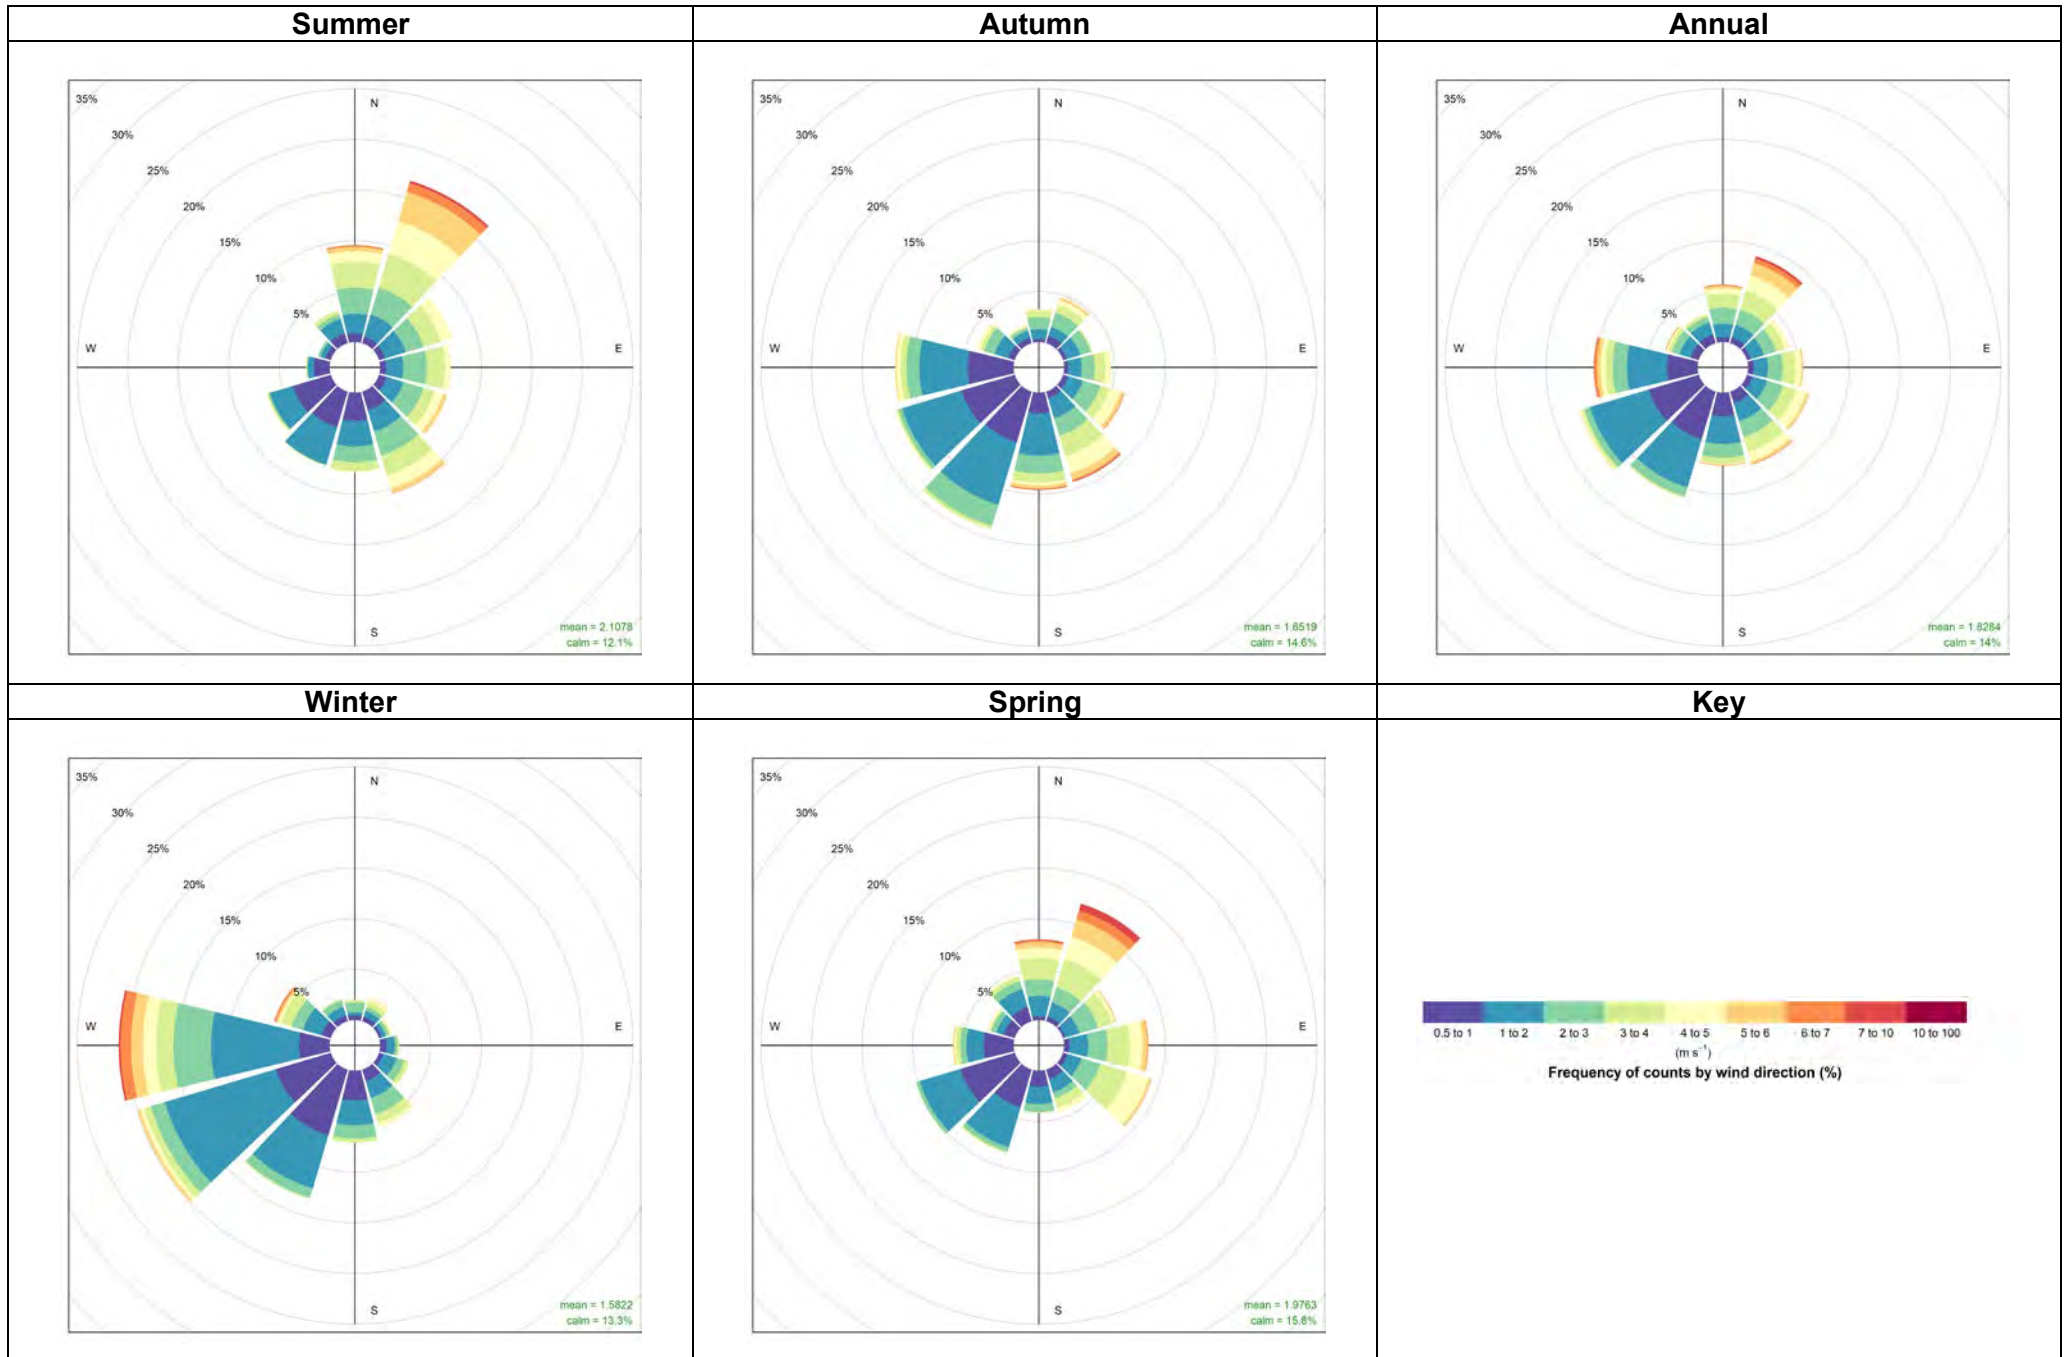 Summer
Autumn
Annual
35%
30%
25%
20%
15%
10%
5%
N
W
E
S
mean = 2.1078
calm = 12.1%
35%
30%
25%
20%
15%
10%
5%
N
W
E
S
mean = 1.6519
calm = 14.6%
35%
30%
25%
20%
15%
10%
5%
N
W
E
S
mean = 1.8284
calm = 14%
Winter
Spring
Key
35%
30%
25%
20%
15%
10%
5%
N
W
E
S
mean = 1.5822
calm = 13.3%
35%
30%
25%
20%
15%
10%
5%
N
W
E
S
mean = 1.9763
calm = 15.8%
0.5 to 1 1 to 2 2 to 3 3 to 4 4 to 5 5 to 6 6 to 7 7 to 10 10 to 100
(m s⁻¹)
Frequency of counts by wind direction (%)